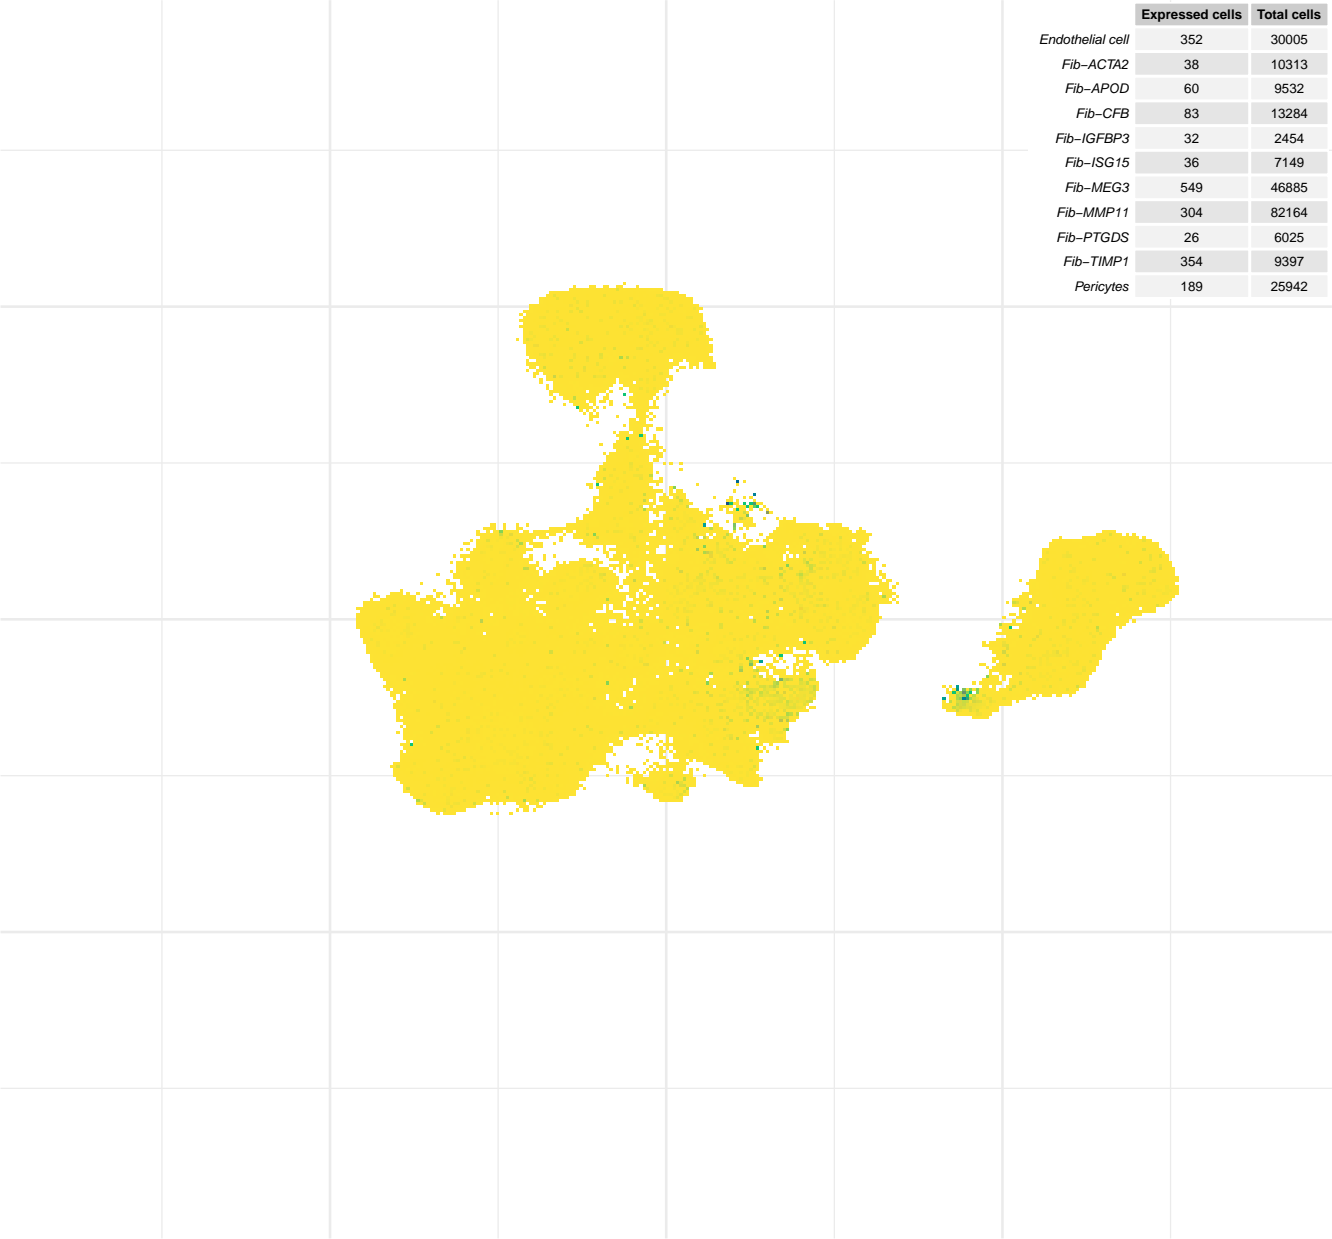 Expressed cells Total cells
Endothelial cell 352 30005
Fib−ACTA2 38 10313
Fib−APOD 60 9532
Fib−CFB 83 13284
Fib−IGFBP3 32 2454
Fib−ISG15 36 7149
Fib−MEG3 549 46885
Fib−MMP11 304 82164
Fib−PTGDS 26 6025
Fib−TIMP1 354 9397
Pericytes 189 25942